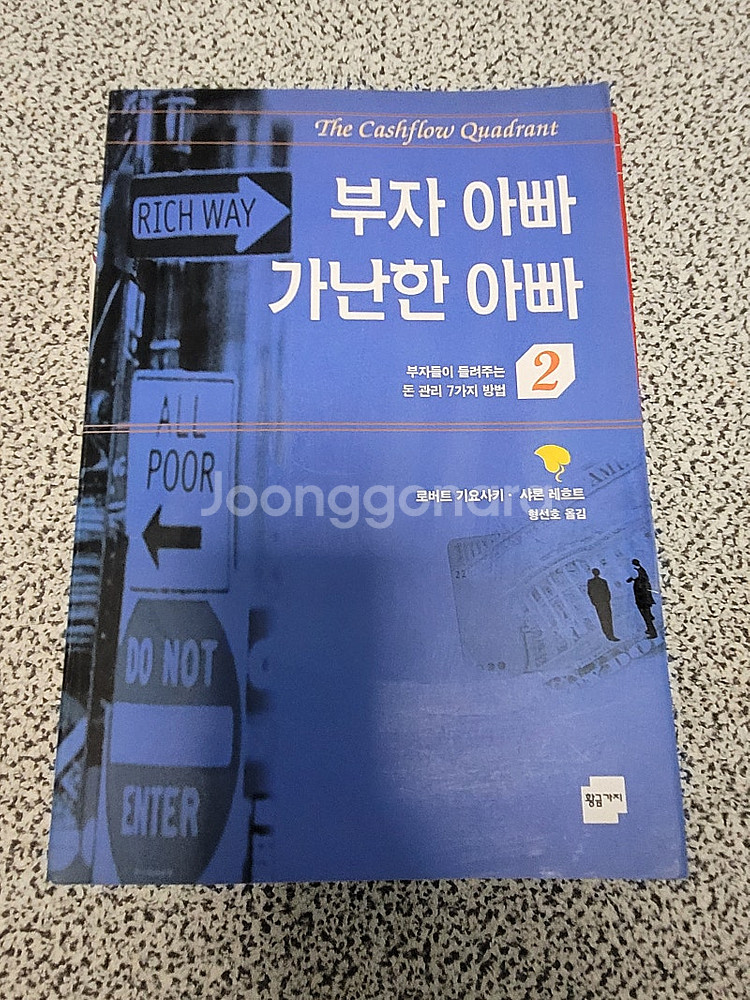 The Cashflow Quadrant
RICH WAY
부자 아빠
가난한 아빠
부자들이 들려주는
돈 관리 7가지 방법
2
ALL
POOR
Joonggonara
로버트 기요사키 · 샤론 레흐트
형선호 옮김
21
DO NOT
ENTER
황금가지